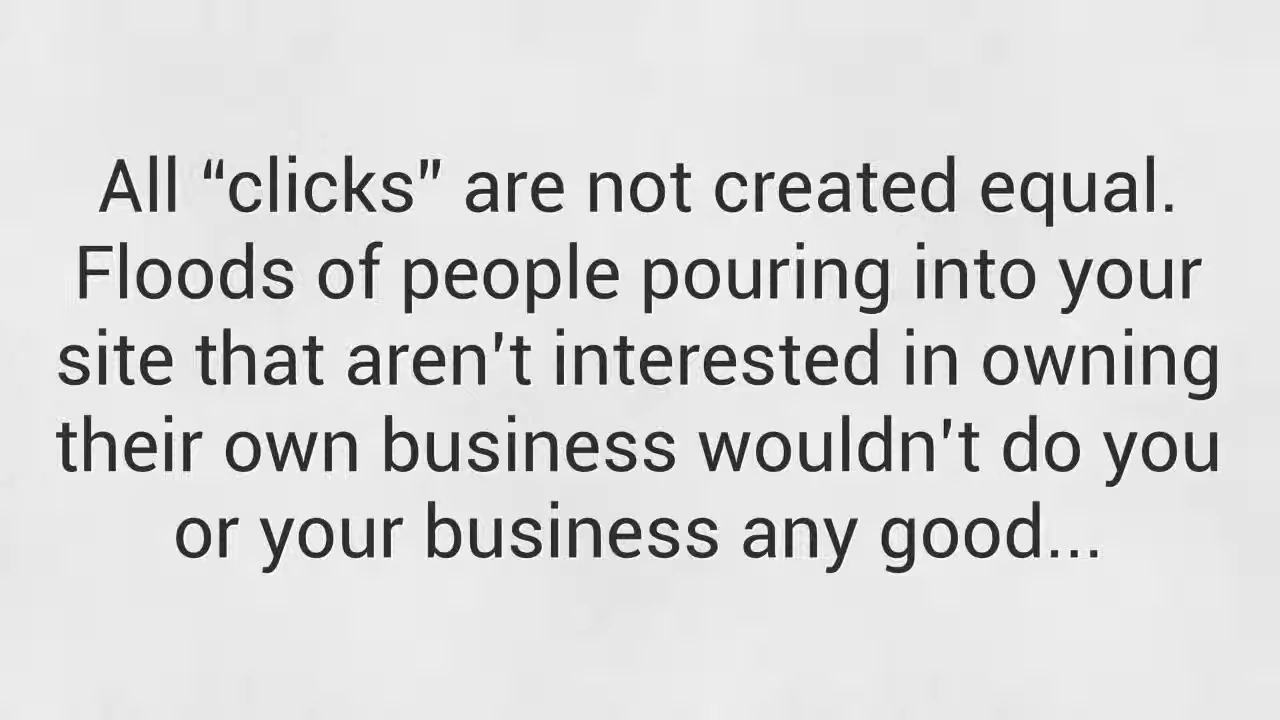 All “clicks” are not created equal.
Floods of people pouring into your
site that aren't interested in owning
their own business wouldn't do you
or your business any good...